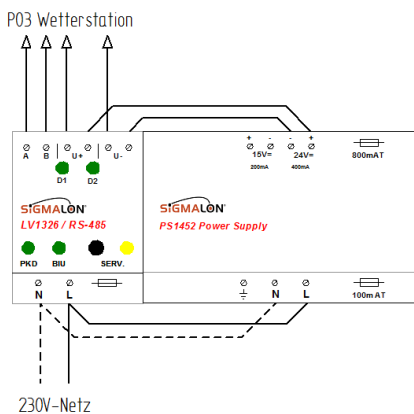 P03 Wetterstation
A B U+ U-
D1 D2
+ - - +
15V= 24V=
200mA 400mA
800mAT
SiGMALON
LV1326 / RS-485
SiGMALON
PS1452 Power Supply
PKD BIU SERV.
N L
N L
100mAT
230V-Netz